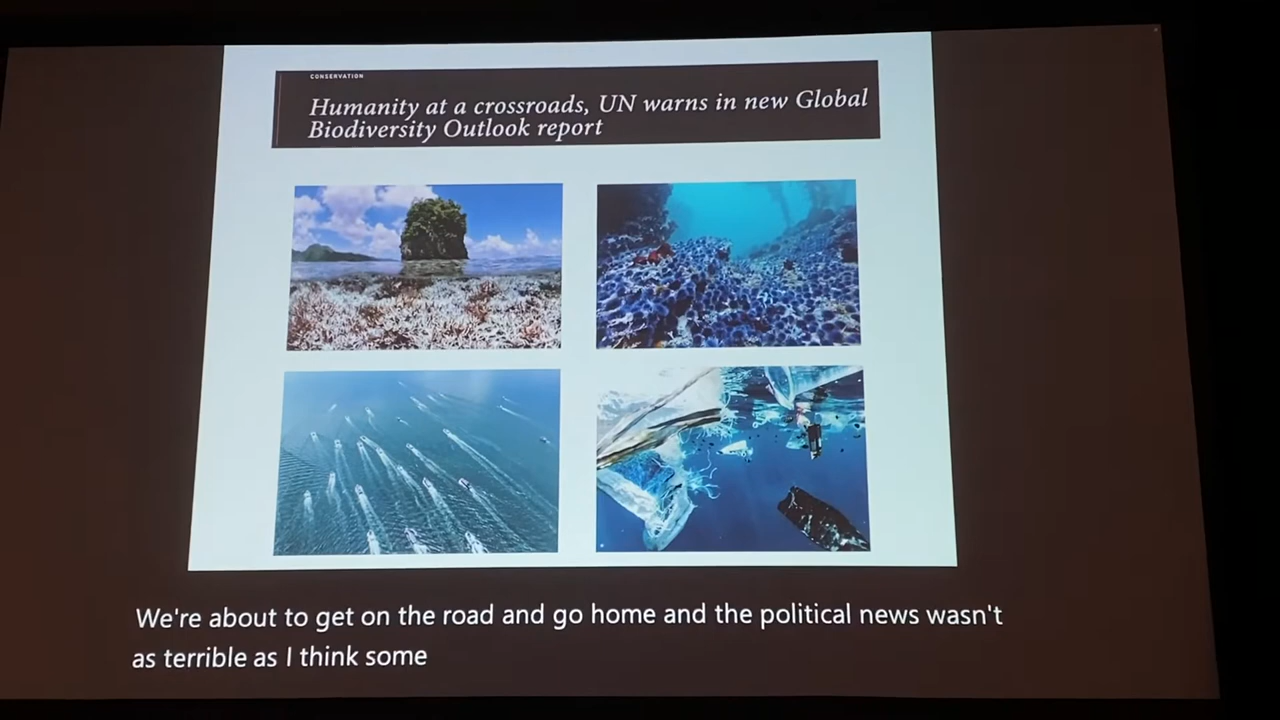 CONSERVATION
Humanity at a crossroads, UN warns in new Global
Biodiversity Outlook report
We're about to get on the road and go home and the political news wasn't
as terrible as I think some